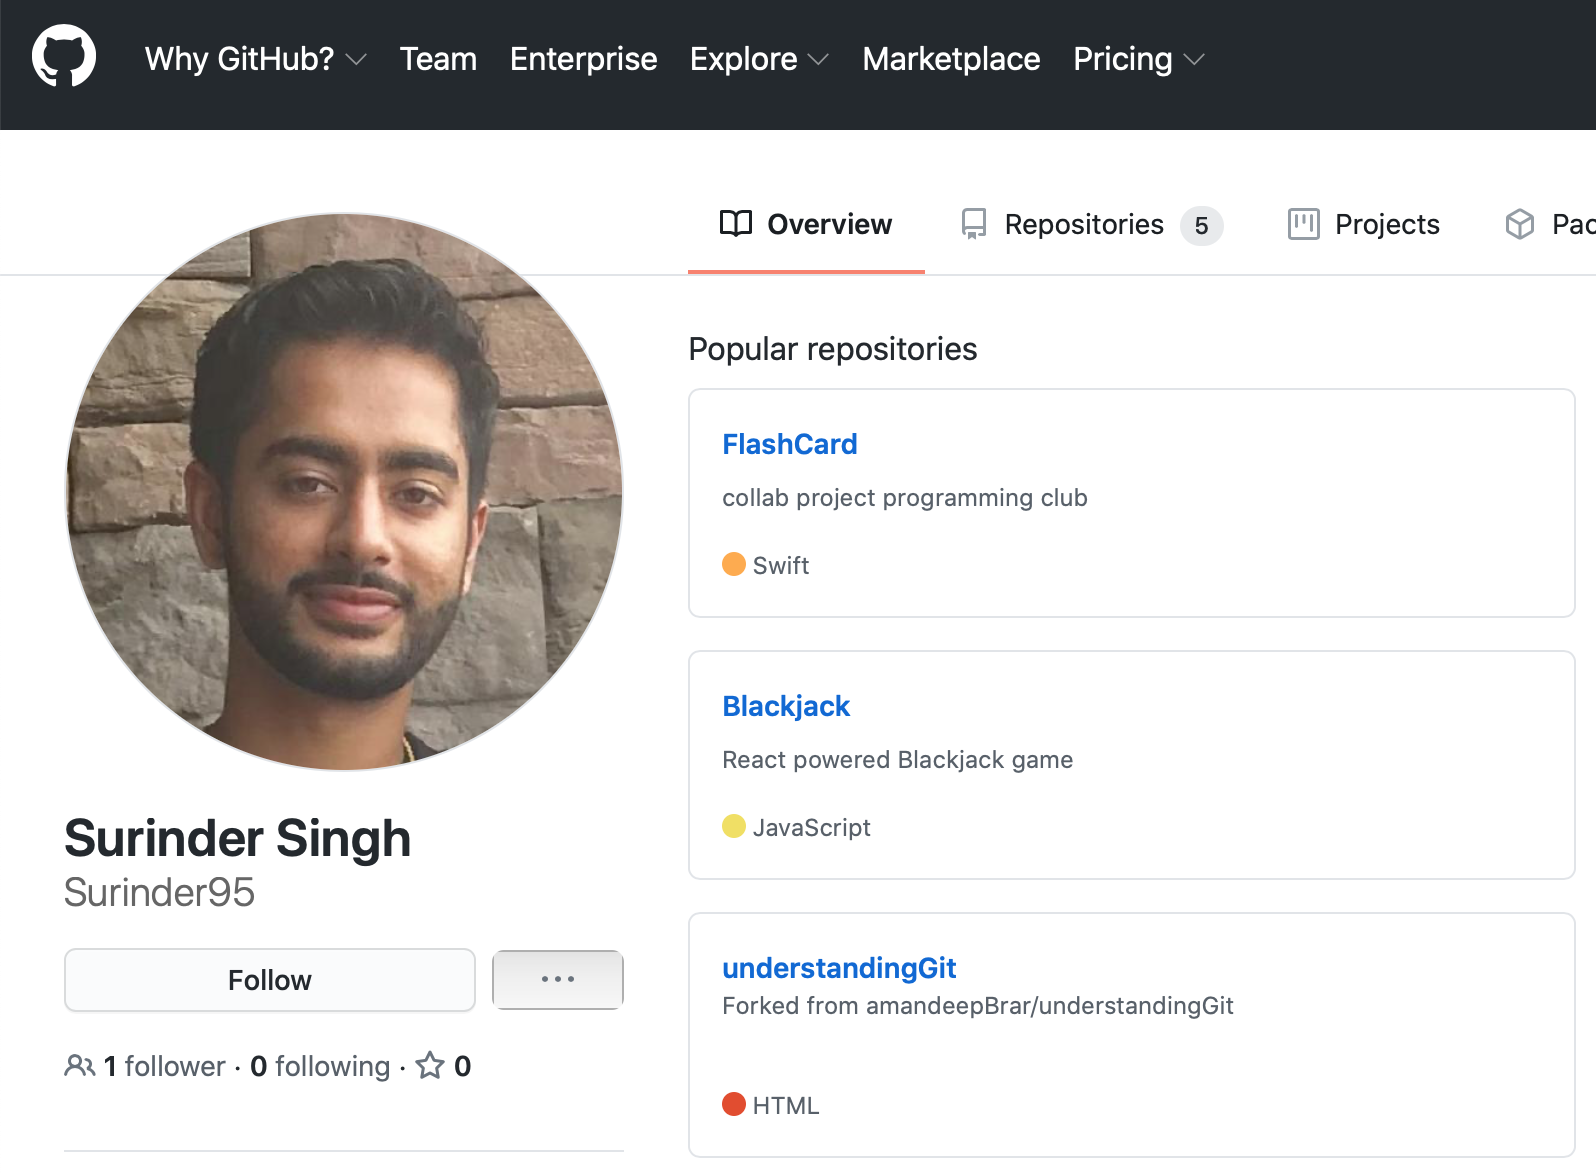 Why GitHub? Team Enterprise Explore Marketplace Pricing
Overview Repositories 5 Projects
Popular repositories
FlashCard
collab project programming club
Swift
Blackjack
React powered Blackjack game
JavaScript
understandingGit
Forked from amandeepBrar/understandingGit
HTML
Surinder Singh
Surinder95
Follow
...
1 follower · 0 following · 0